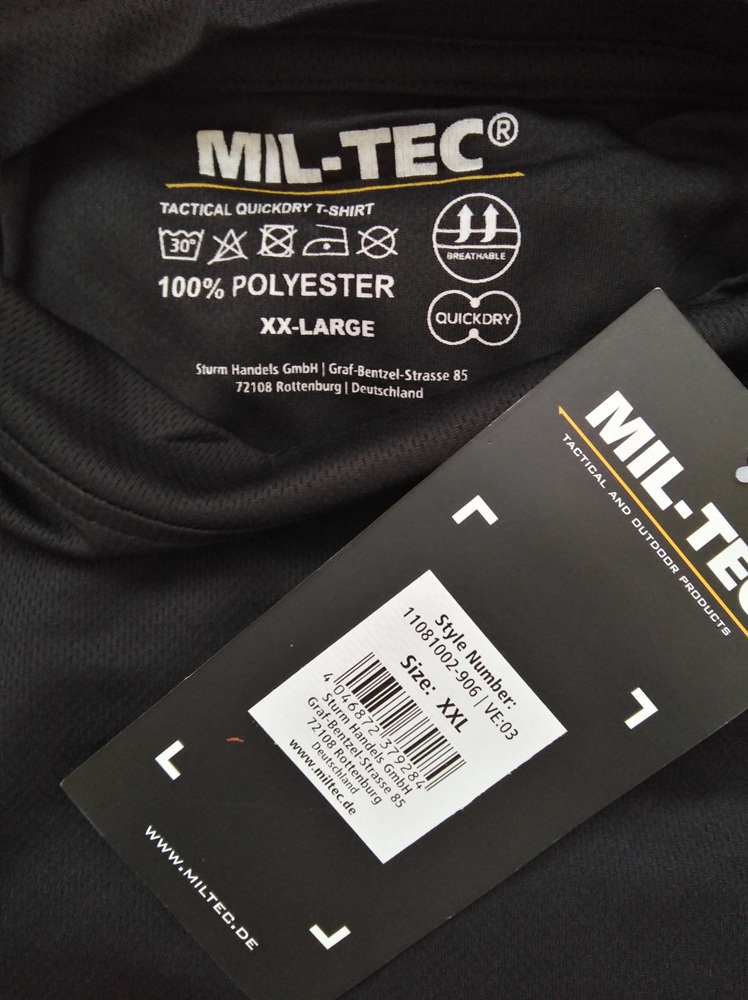 MIL-TEC®
TACTICAL QUICKDRY T-SHIRT
30°
BREATHABLE
100% POLYESTER
XX-LARGE
QUICKDRY
Sturm Handels GmbH | Graf-Bentzel-Strasse 85
72108 Rottenburg | Deutschland
MIL-TEC
TACTICAL AND OUTDOOR PRODUCTS
Style Number:
11081002-906 | VE:03
Size: XXL
4 046872 379284
Sturm Handels GmbH
Graf-Bentzel-Strasse 85
72108 Rottenburg
Deutschland
www.miltec.de
WWW.MILTEC.DE